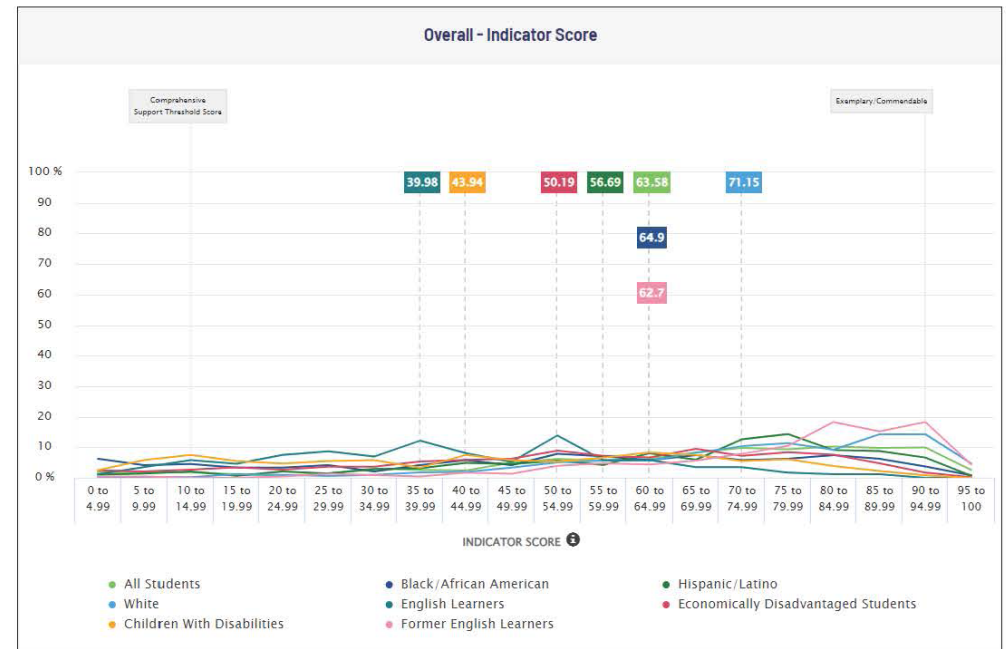 Overall - Indicator Score
Comprehensive
Support Threshold Score
Exemplary/Commendable
100 %
39.98 43.94 50.19 56.69 63.58 71.15
90
80
64.9
70
60
62.7
50
40
30
20
10
0 %
0 to 5 to 10 to 15 to 20 to 25 to 30 to 35 to 40 to 45 to 50 to 55 to 60 to 65 to 70 to 75 to 80 to 85 to 90 to 95 to
4.99 9.99 14.99 19.99 24.99 29.99 34.99 39.99 44.99 49.99 54.99 59.99 64.99 69.99 74.99 79.99 84.99 89.99 94.99 100
INDICATOR SCORE i
All Students Black/African American Hispanic/Latino
White English Learners Economically Disadvantaged Students
Children With Disabilities Former English Learners